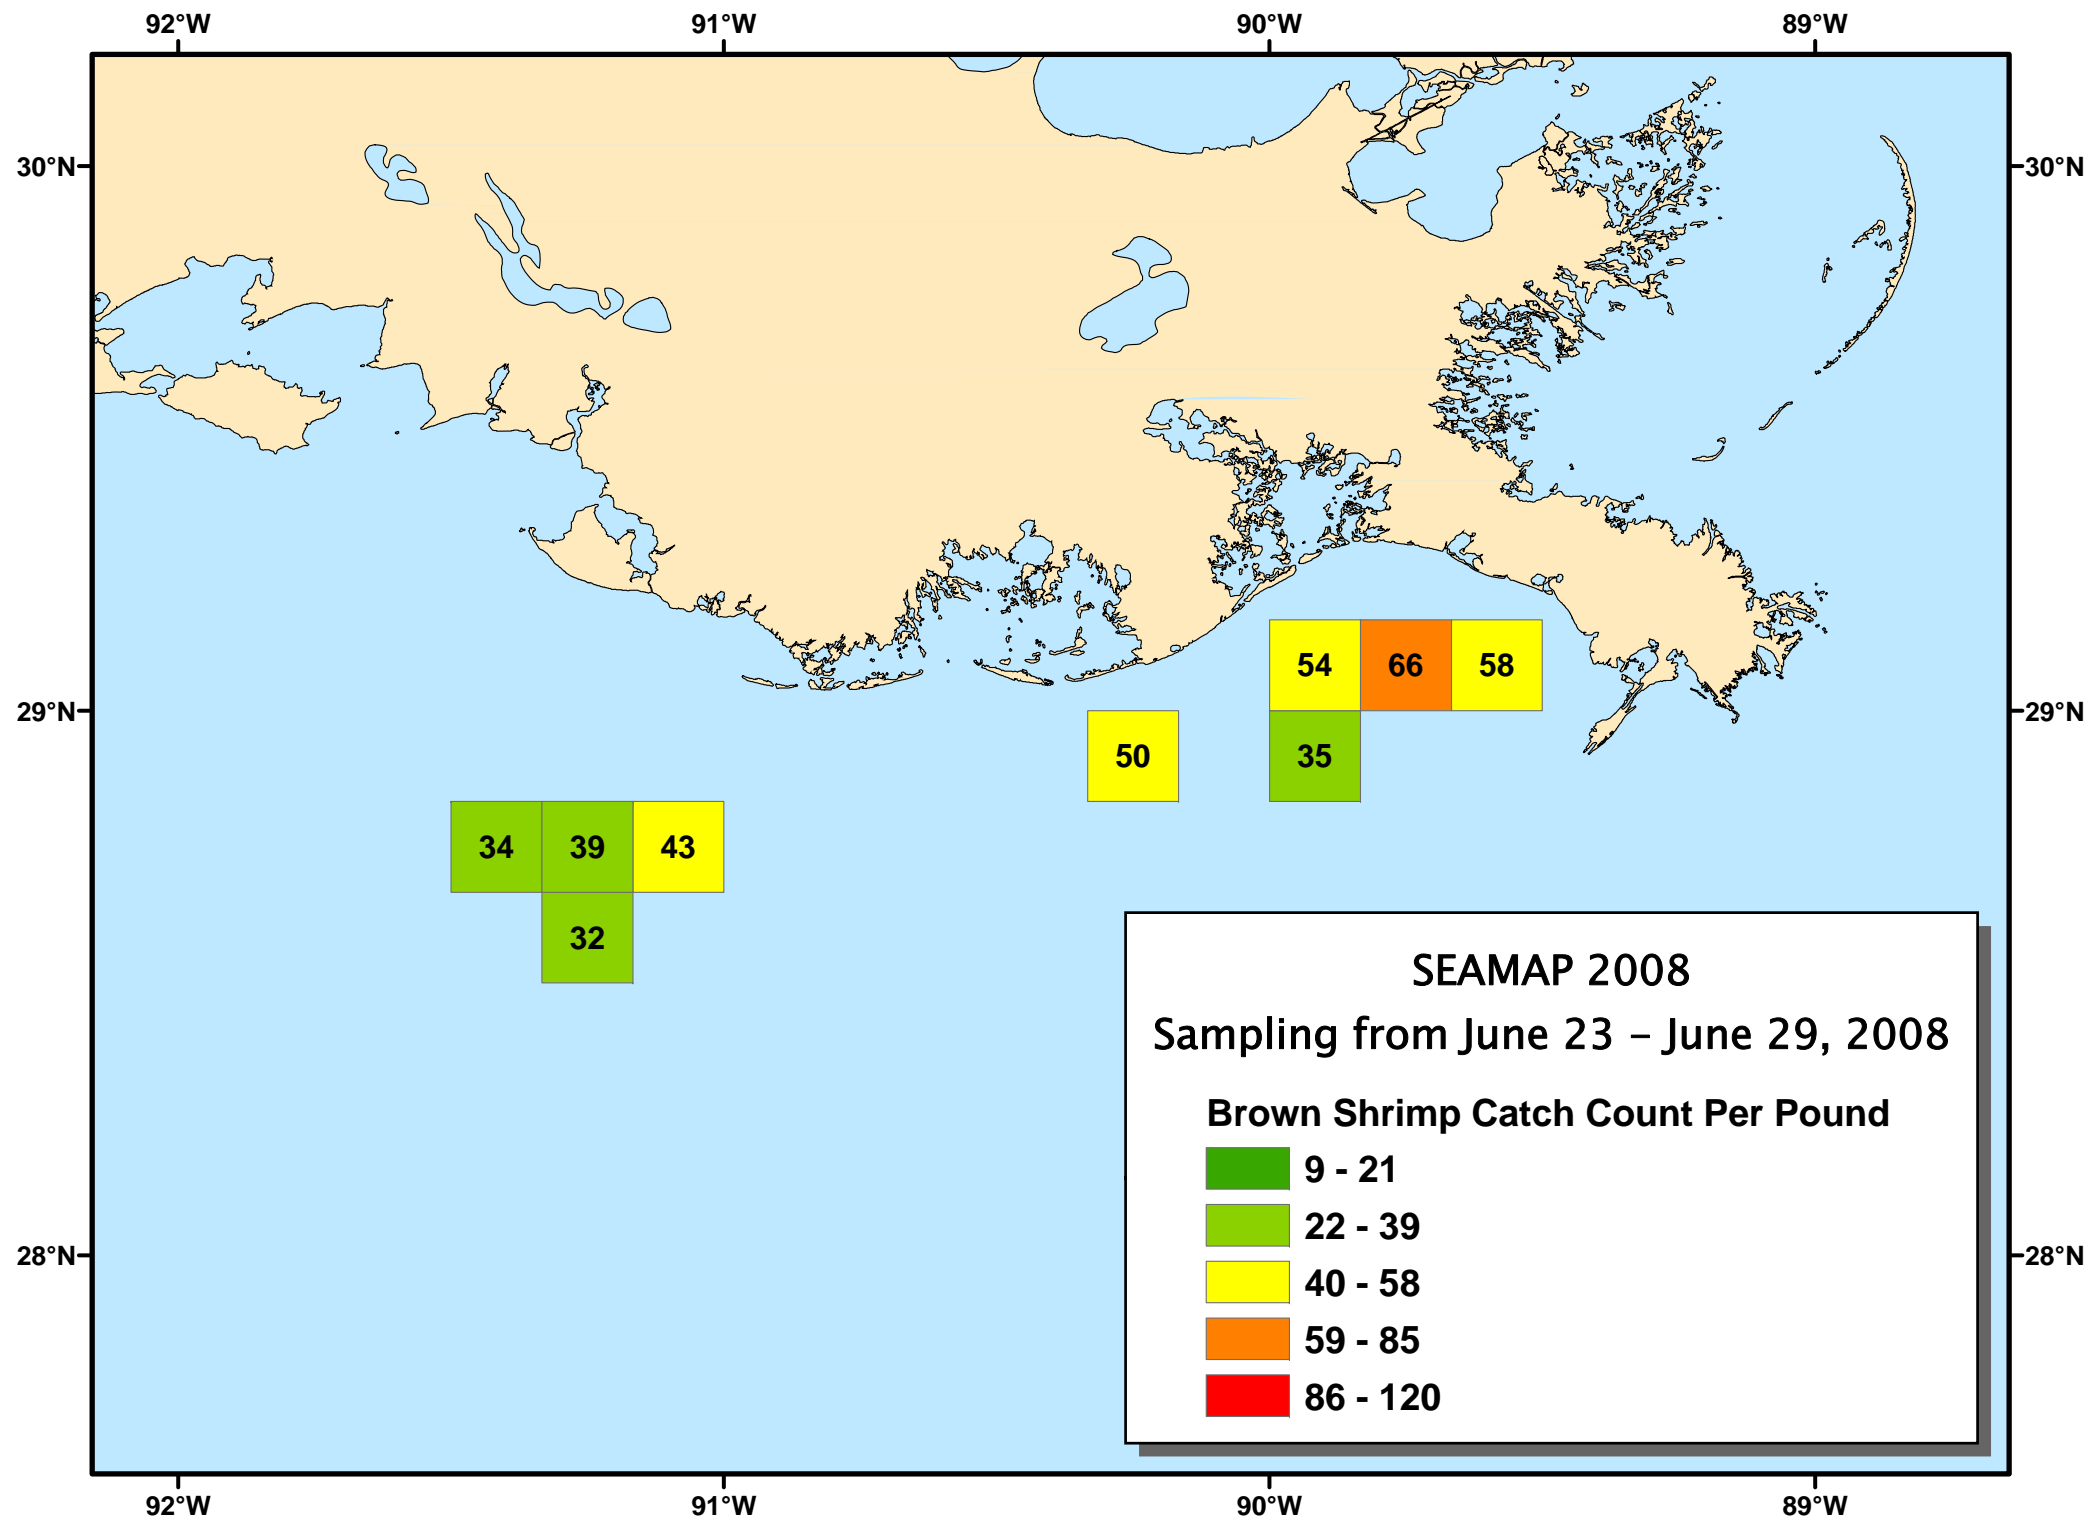 92°W 91°W 90°W 89°W
30°N 30°N
54 66 58
29°N 29°N
50 35
34 39 43
32
SEAMAP 2008
Sampling from June 23 – June 29, 2008
Brown Shrimp Catch Count Per Pound
9 - 21
22 - 39
28°N 28°N
40 - 58
59 - 85
86 - 120
92°W 91°W 90°W 89°W